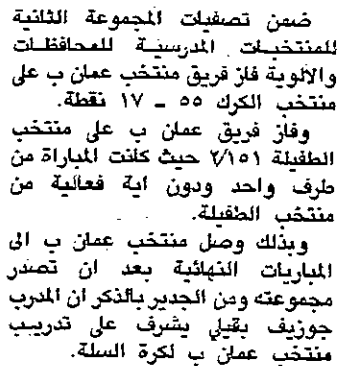 ضمن تصفيات المجموعة الثانية
للمنتخبات المدرسية للمحافظات
والالوية فاز فريق منتخب عمان ب على
منتخب الكرك ٥٥ - ١٧ نقطة.
وفاز فريق عمان ب على منتخب
الطفيلة ٢/١٥١ حيث كانت المباراة من
طرف واحد ودون اية فعالية من
منتخب الطفيلة.
وبذلك وصل منتخب عمان ب الى
المباريات النهائية بعد ان تصدر
مجموعته ومن الجدير بالذكر ان المدرب
جوزيف بقيلي يشرف على تدريب
منتخب عمان ب لكرة السلة.